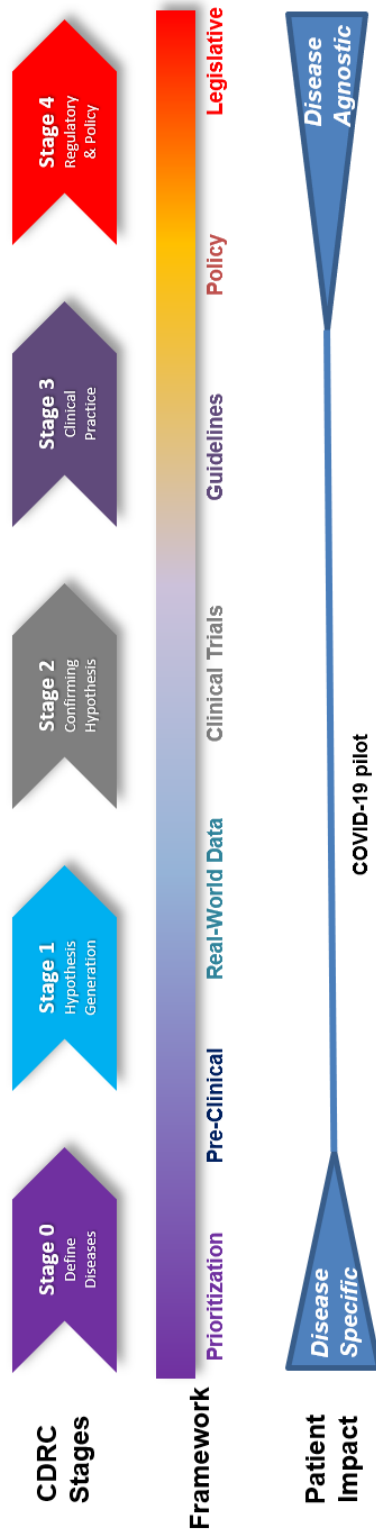 CDRC
Stages
Stage 0
Define
Diseases
Stage 1
Hypothesis
Generation
Stage 2
Confirming
Hypothesis
Stage 3
Clinical
Practice
Stage 4
Regulatory
& Policy
Framework
Prioritization
Pre-Clinical
Real-World Data
Clinical Trials
Guidelines
Policy
Legislative
Patient
Impact
Disease
Specific
COVID-19 pilot
Disease
Agnostic